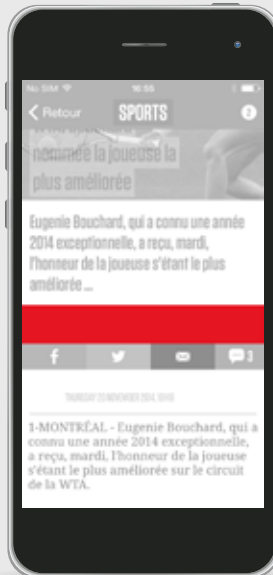 No SIM 16:55
Retour SPORTS 2
nommée la joueuse la
plus améliorée
Eugenie Bouchard, qui a connu une année
2014 exceptionnelle, a reçu, mardi,
l'honneur de la joueuse s'étant le plus
améliorée ...
3
THURSDAY 20 NOVEMBER 2014,
1-MONTRÉAL - Eugenie Bouchard, qui a
connu une année 2014 exceptionnelle,
a reçu, mardi, l'honneur de la joueuse
s'étant le plus améliorée sur le circuit
de la WTA.